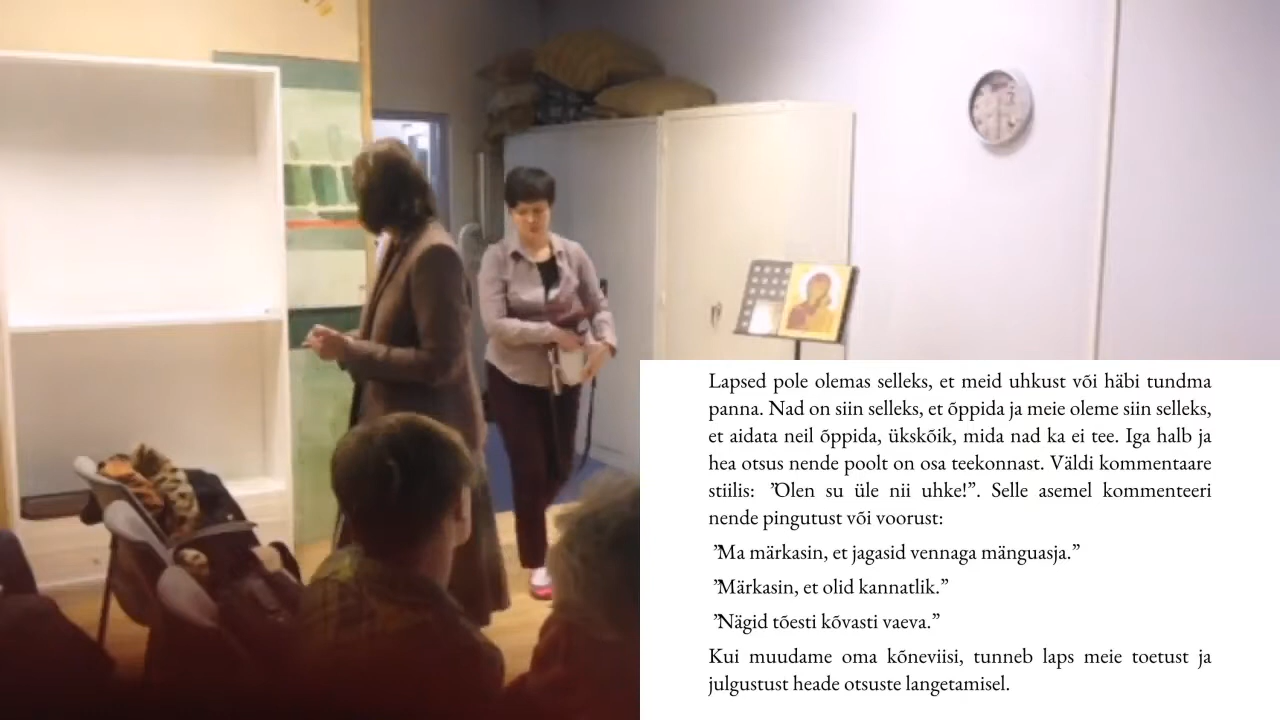 Lapsed pole olemas selleks, et meid uhkust või häbi tundma
panna. Nad on siin selleks, et õppida ja meie oleme siin selleks,
et aidata neil õppida, ükskõik, mida nad ka ei tee. Iga halb ja
hea otsus nende poolt on osa teekonnast. Väldi kommentaare
stiilis: ”Olen su üle nii uhke!”. Selle asemel kommenteeri
nende pingutust või voorust:
”Ma märkasin, et jagasid vennaga mänguasja.”
”Märkasin, et olid kannatlik.”
”Nägid tõesti kõvasti vaeva.”
Kui muudame oma kõneviisi, tunneb laps meie toetust ja
julgustust heade otsuste langetamisel.